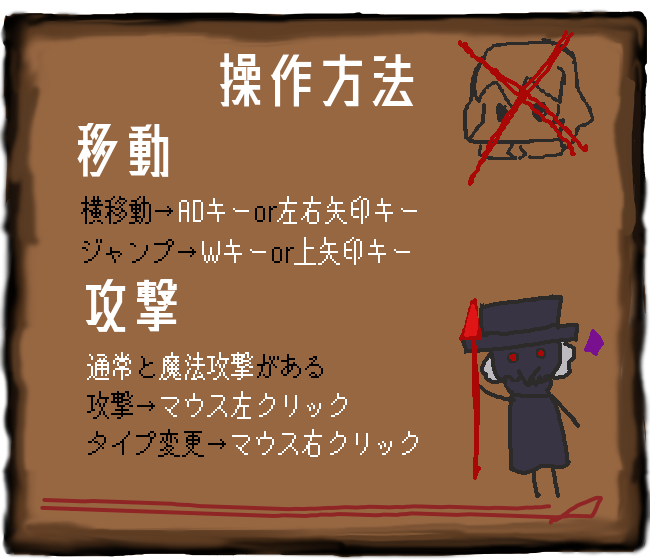 操作方法
移動
横移動→ADキーor左右矢印キー
ジャンプ→Wキーor上矢印キー
攻撃
通常と魔法攻撃がある
攻撃→マウス左クリック
タイプ変更→マウス右クリック